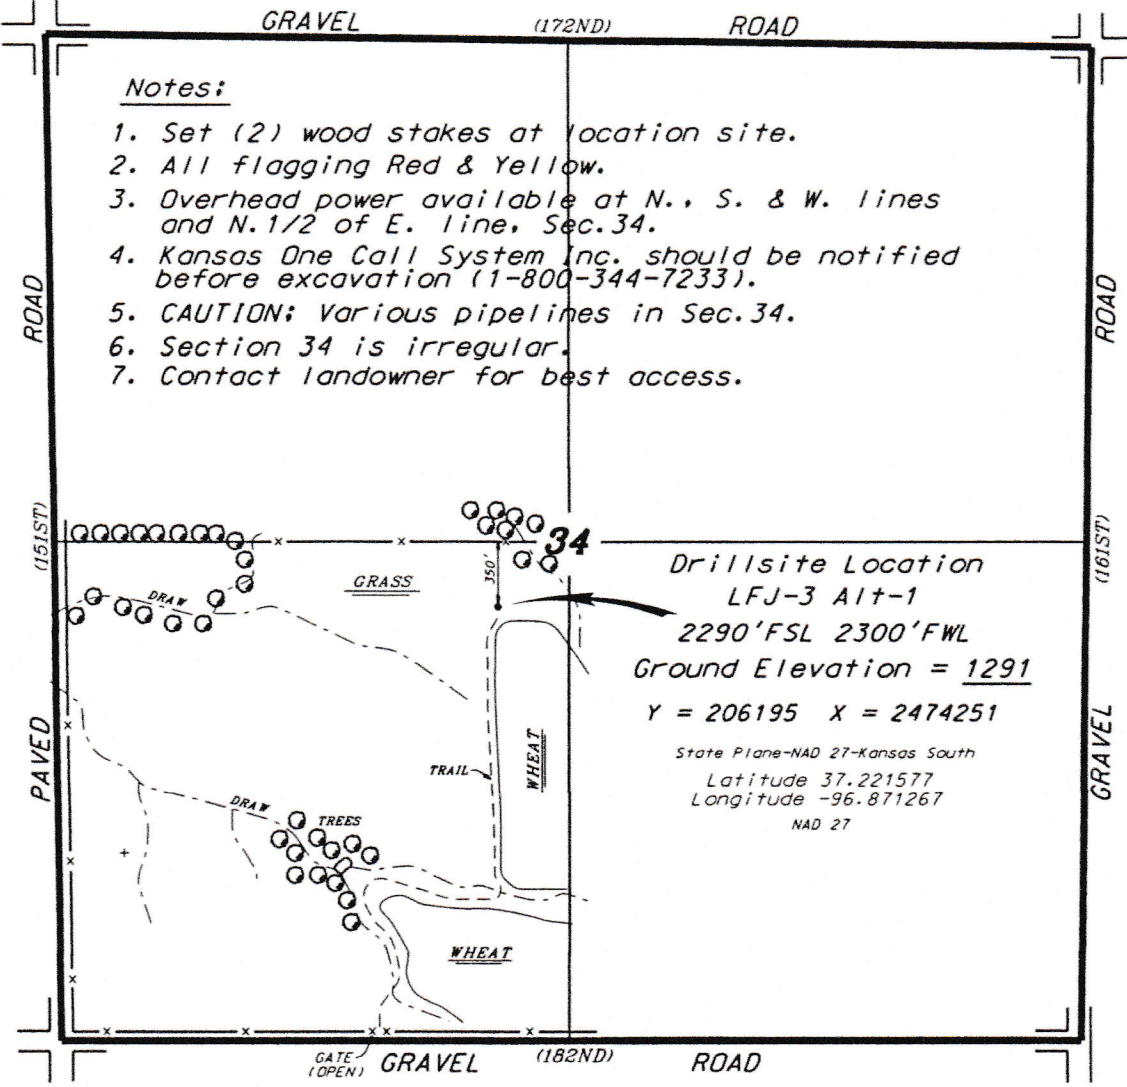 GRAVEL (172ND) ROAD
Notes:
1. Set (2) wood stakes at location site.
2. All flagging Red & Yellow.
3. Overhead power available at N., S. & W. lines
and N.1/2 of E. line, Sec.34.
4. Kansas One Call System Inc. should be notified
before excavation (1-800-344-7233).
5. CAUTION: Various pipelines in Sec.34.
6. Section 34 is irregular.
7. Contact landowner for best access.
ROAD
(151ST)
PAVED
ROAD
(161ST)
GRAVEL
34
350'
GRASS
DRAW
Drillsite Location
LFJ-3 Alt-1
2290'FSL 2300'FWL
Ground Elevation = 1291
Y = 206195 X = 2474251
State Plane-NAD 27-Kansas South
Latitude 37.221577
Longitude -96.871267
NAD 27
TRAIL
WHEAT
DRAW
TREES
WHEAT
GATE
(OPEN)
GRAVEL (182ND) ROAD